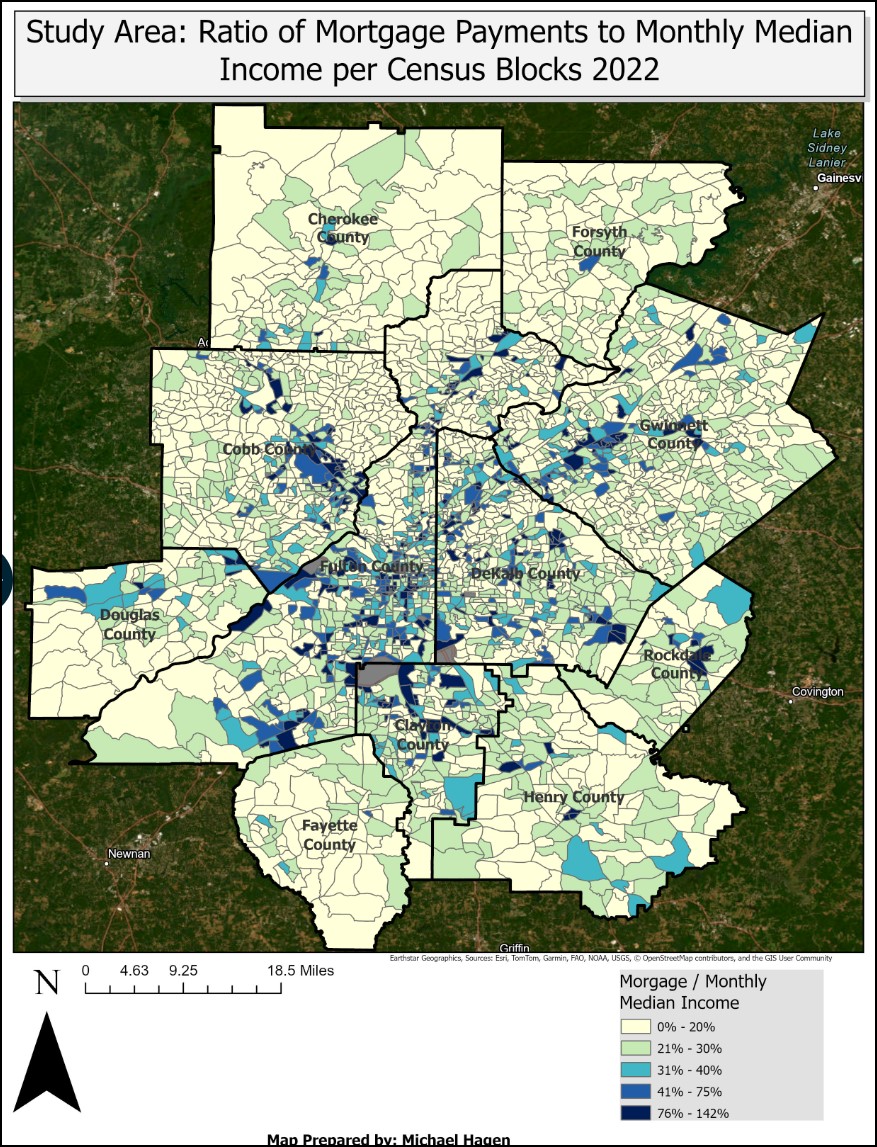 Study Area: Ratio of Mortgage Payments to Monthly Median
Income per Census Blocks 2022
Lake
Sidney
Lanier
Gainesv
Cherokee
County
Forsyth
County
Ac
Gwinnett
County
Cobb County
Fulton County
DeKalb County
Douglas
County
Rockdale
County
Covington
Clayton
County
Henry County
Fayette
County
Newnan
Griffin
Earthstar Geographics, Sources: Esri, TomTom, Garmin, FAO, NOAA, USGS, © OpenStreetMap contributors, and the GIS User Community
N
0 4.63 9.25 18.5 Miles
Morgage / Monthly
Median Income
0% - 20%
21% - 30%
31% - 40%
41% - 75%
76% - 142%
Map Prepared by: Michael Hagen